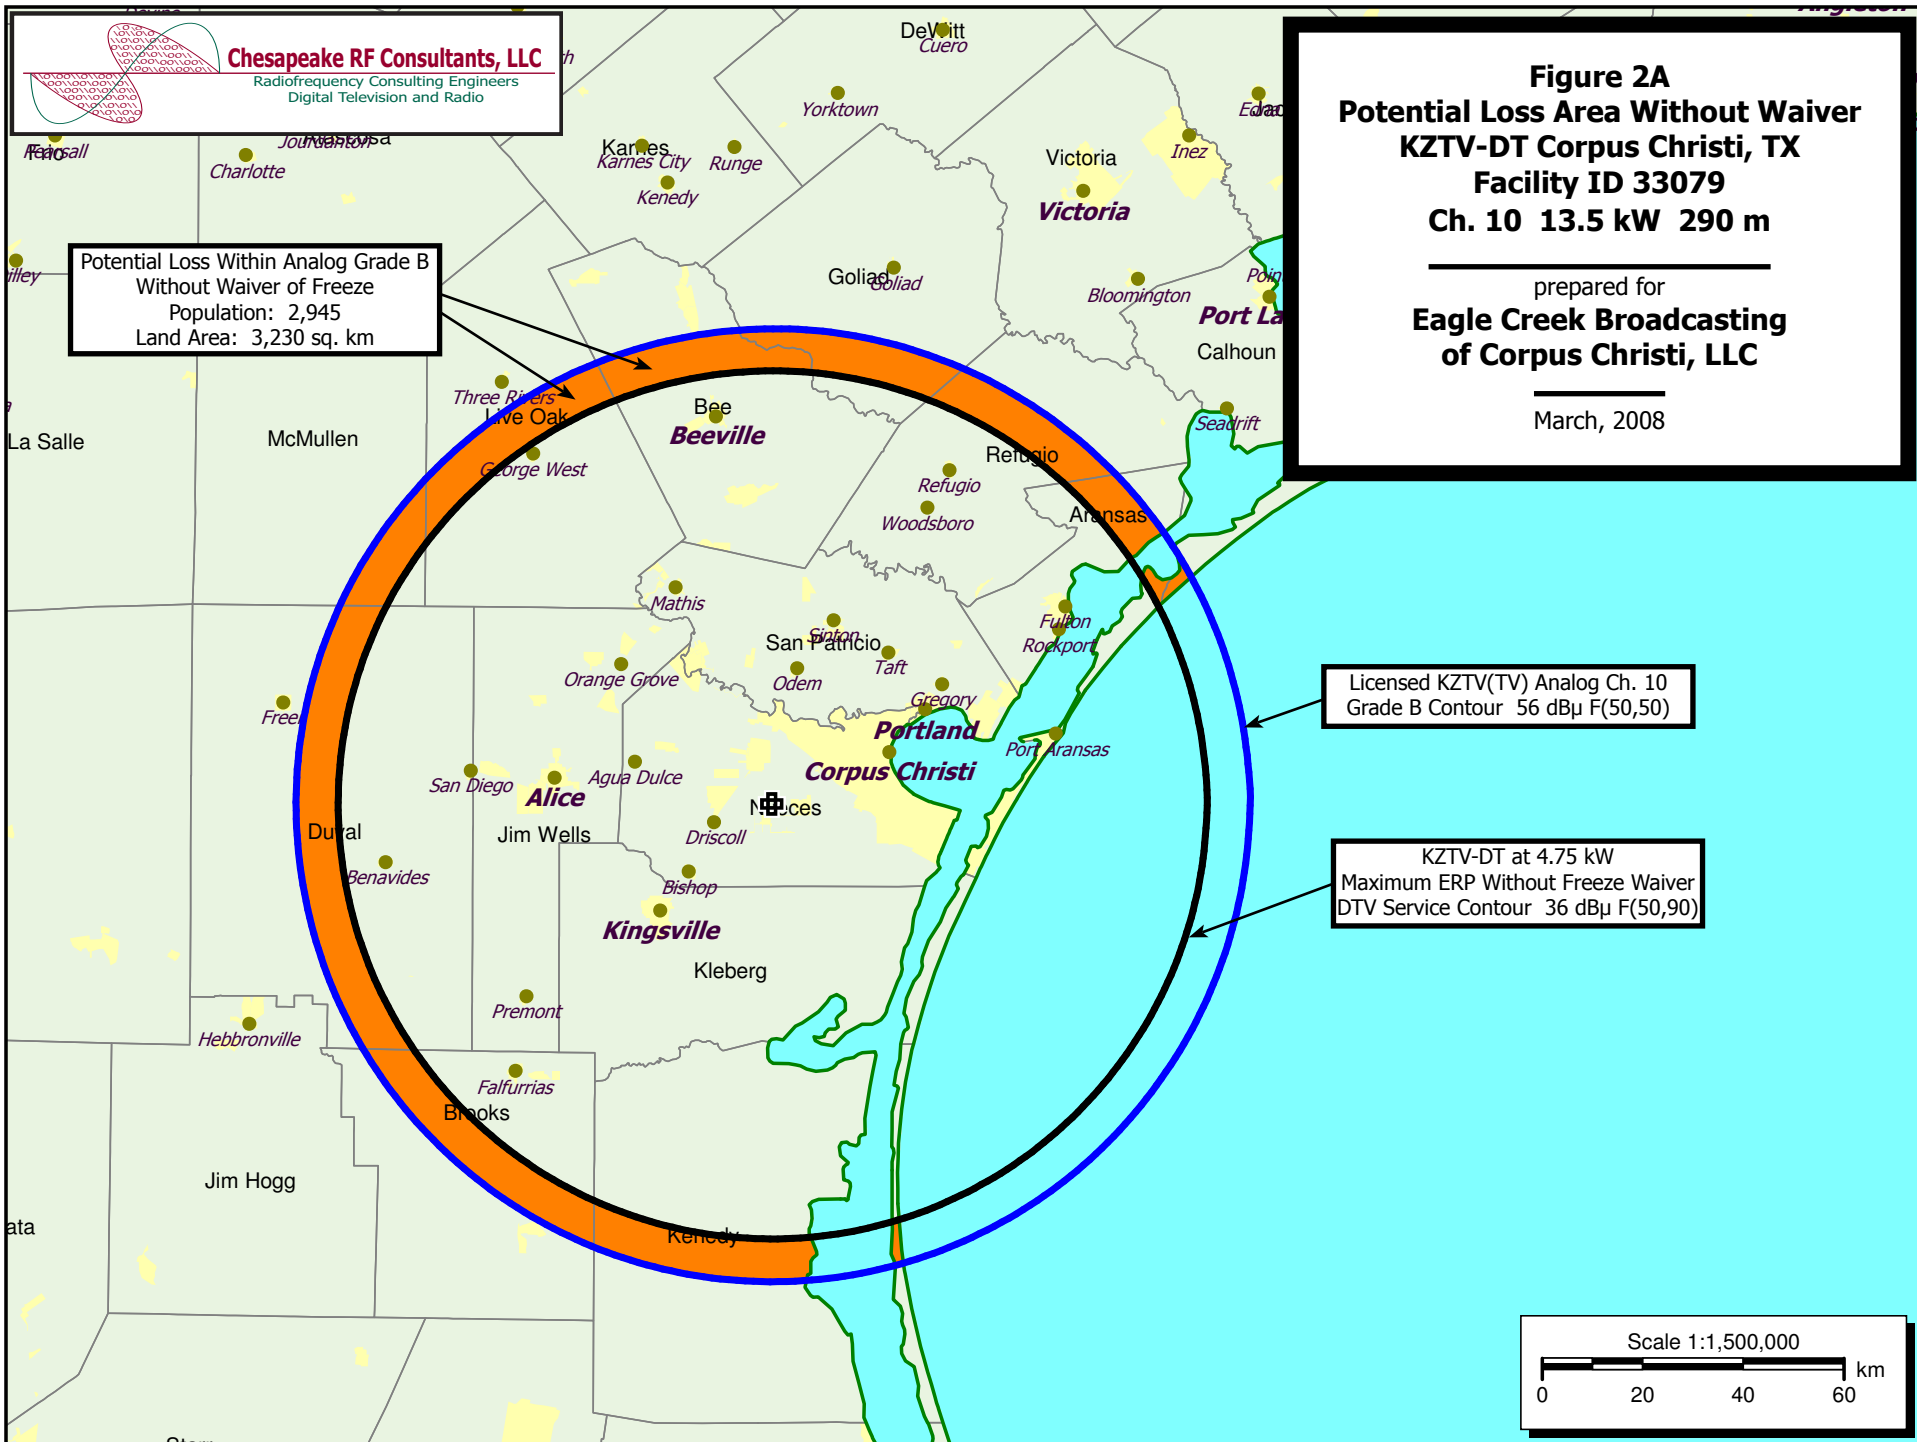 Chesapeake RF Consultants, LLC
Radiofrequency Consulting Engineers
Digital Television and Radio
Figure 2A
Potential Loss Area Without Waiver
KZTV-DT Corpus Christi, TX
Facility ID 33079
Ch. 10 13.5 kW 290 m
prepared for
Eagle Creek Broadcasting
of Corpus Christi, LLC
March, 2008
Potential Loss Within Analog Grade B
Without Waiver of Freeze
Population: 2,945
Land Area: 3,230 sq. km
Licensed KZTV(TV) Analog Ch. 10
Grade B Contour 56 dBµ F(50,50)
KZTV-DT at 4.75 kW
Maximum ERP Without Freeze Waiver
DTV Service Contour 36 dBµ F(50,90)
DeWitt
Cuero
Yorktown
Karnes
Karnes City
Runge
Kenedy
Charlotte
Jourdanton
Frio
Pearsall
Victoria
Inez
Victoria
Goliad
Goliad
Bloomington
Port La
Calhoun
Seadrift
Three Rivers
Live Oak
George West
Bee
Beeville
La Salle
McMullen
Refugio
Refugio
Woodsboro
Aransas
Mathis
Sinton
San Patricio
Taft
Odem
Gregory
Portland
Fulton
Rockport
Orange Grove
Free
Corpus Christi
Port Aransas
San Diego
Alice
Agua Dulce
Nueces
Driscoll
Duval
Jim Wells
Benavides
Bishop
Kingsville
Kleberg
Premont
Hebbronville
Falfurrias
Brooks
Jim Hogg
Kenedy
ata
Scale 1:1,500,000
km
0 20 40 60